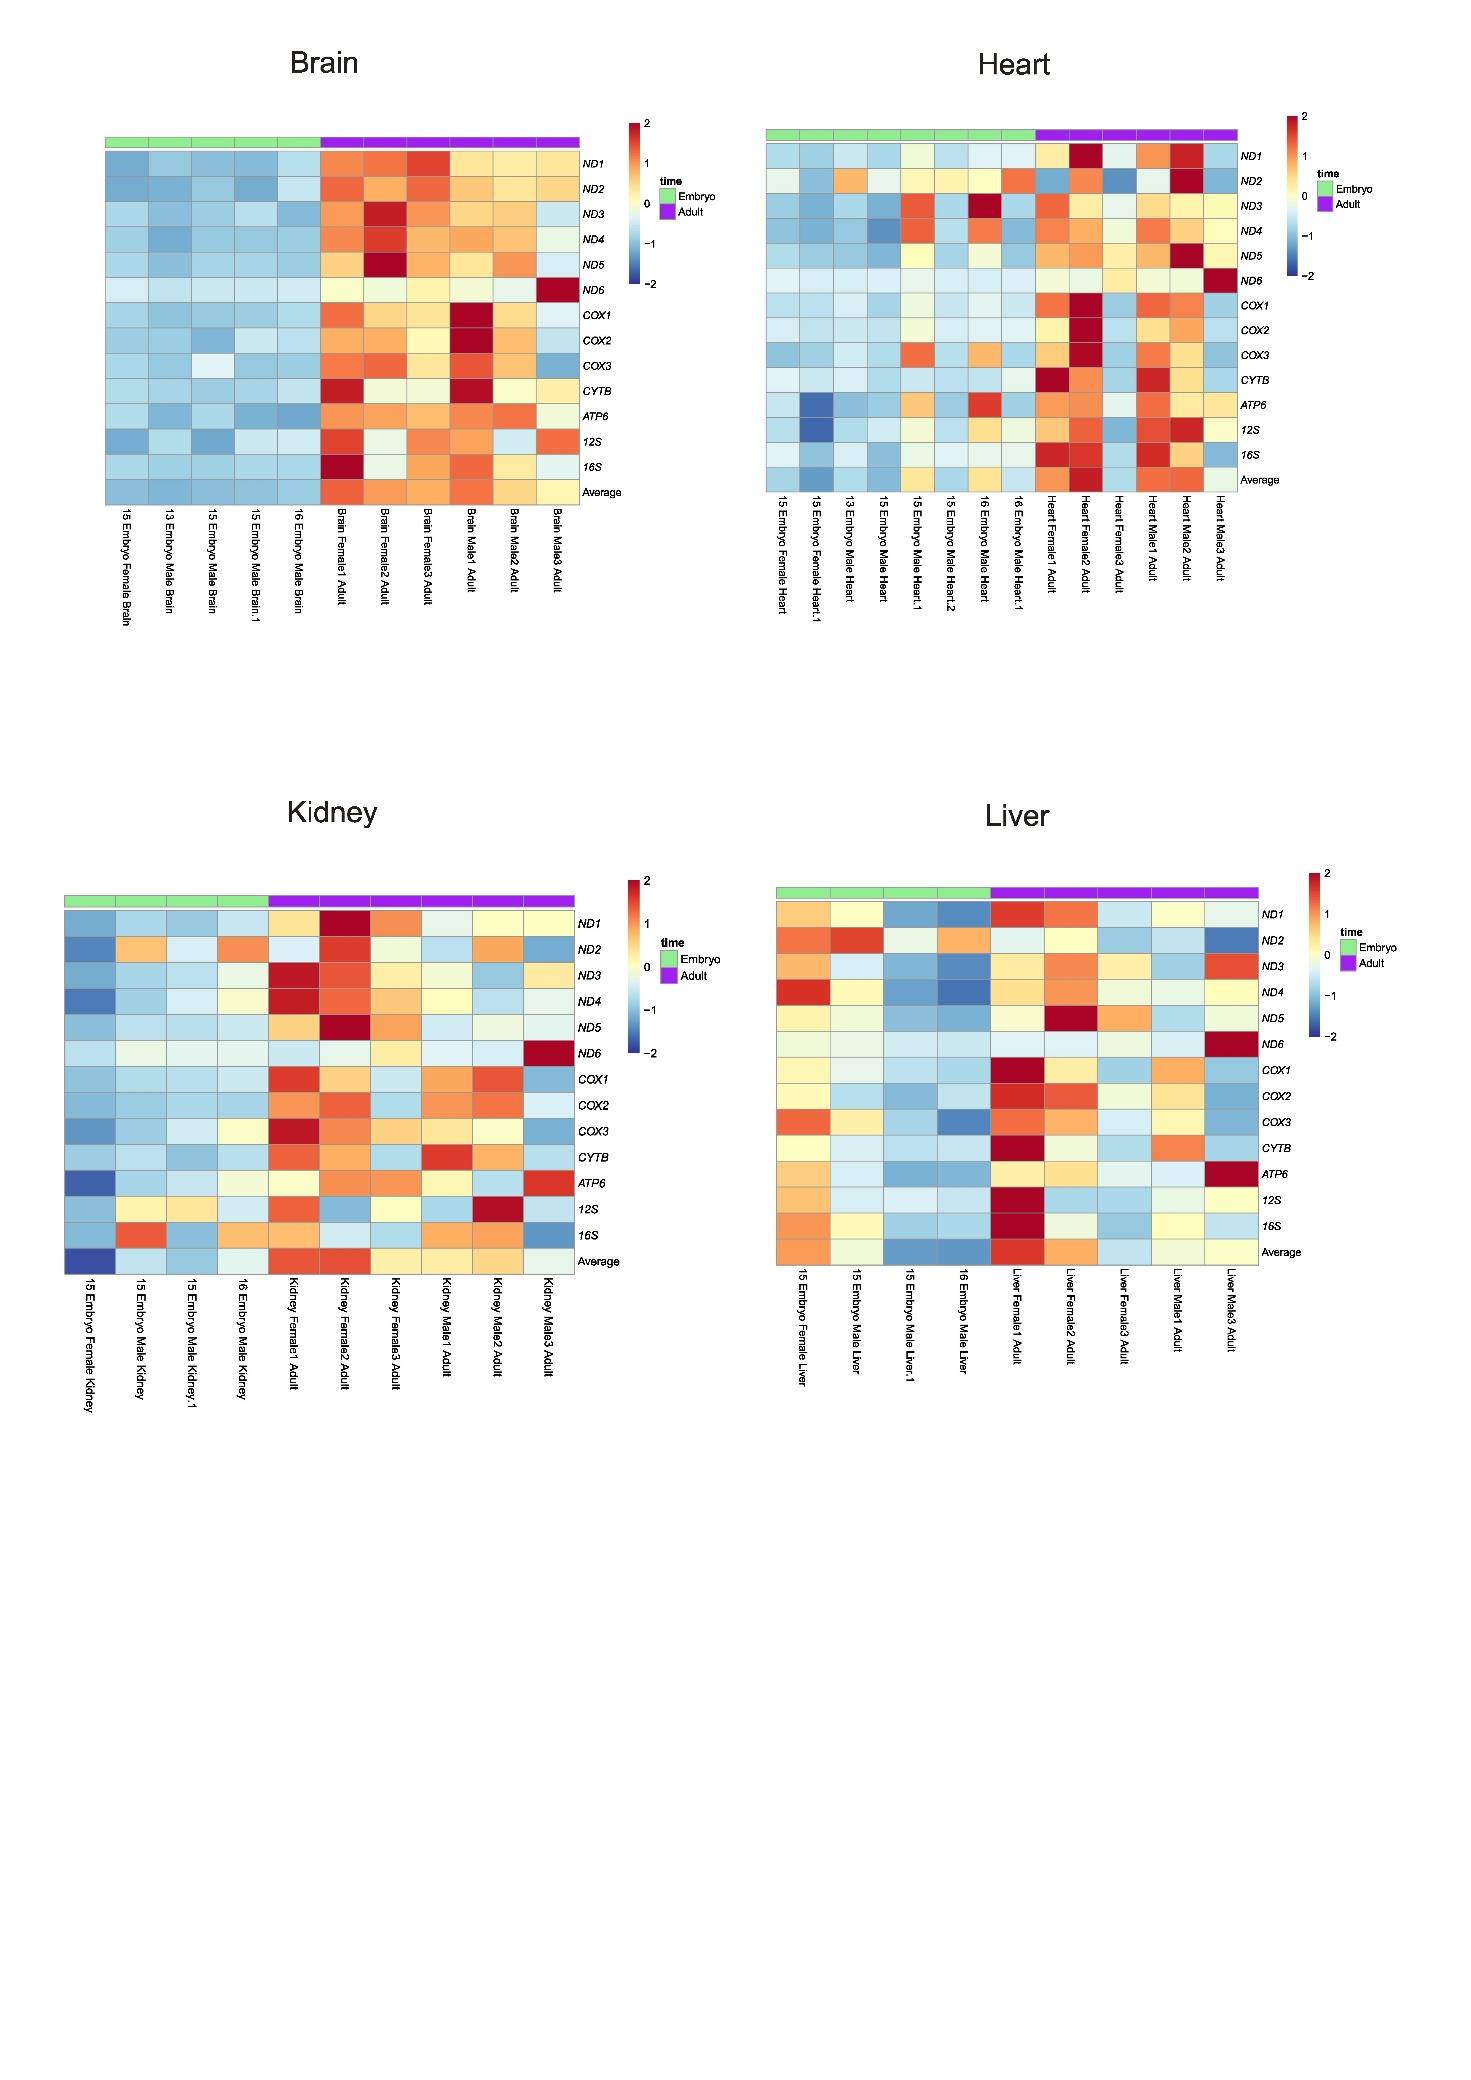 Brain
2
1
0
−1
−2
time
Embryo
Adult
ND1
ND2
ND3
ND4
ND5
ND6
COX1
COX2
COX3
CYTB
ATP6
12S
16S
Average
15 Embryo Female Brain
13 Embryo Male Brain
15 Embryo Male Brain
15 Embryo Male Brain.1
16 Embryo Male Brain
Brain Female1 Adult
Brain Female2 Adult
Brain Female3 Adult
Brain Male1 Adult
Brain Male2 Adult
Brain Male3 Adult
Heart
2
1
0
−1
−2
time
Embryo
Adult
ND1
ND2
ND3
ND4
ND5
ND6
COX1
COX2
COX3
CYTB
ATP6
12S
16S
Average
15 Embryo Female Heart
15 Embryo Female Heart.1
13 Embryo Male Heart
15 Embryo Male Heart
15 Embryo Male Heart.1
15 Embryo Male Heart.2
16 Embryo Male Heart
16 Embryo Male Heart.1
Heart Female1 Adult
Heart Female2 Adult
Heart Female3 Adult
Heart Male1 Adult
Heart Male2 Adult
Heart Male3 Adult
Kidney
2
1
0
−1
−2
time
Embryo
Adult
ND1
ND2
ND3
ND4
ND5
ND6
COX1
COX2
COX3
CYTB
ATP6
12S
16S
Average
15 Embryo Female Kidney
15 Embryo Male Kidney
15 Embryo Male Kidney.1
16 Embryo Male Kidney
Kidney Female1 Adult
Kidney Female2 Adult
Kidney Female3 Adult
Kidney Male1 Adult
Kidney Male2 Adult
Kidney Male3 Adult
Liver
2
1
0
−1
−2
time
Embryo
Adult
ND1
ND2
ND3
ND4
ND5
ND6
COX1
COX2
COX3
CYTB
ATP6
12S
16S
Average
15 Embryo Female Liver
15 Embryo Male Liver
15 Embryo Male Liver.1
16 Embryo Male Liver
Liver Female1 Adult
Liver Female2 Adult
Liver Female3 Adult
Liver Male1 Adult
Liver Male3 Adult